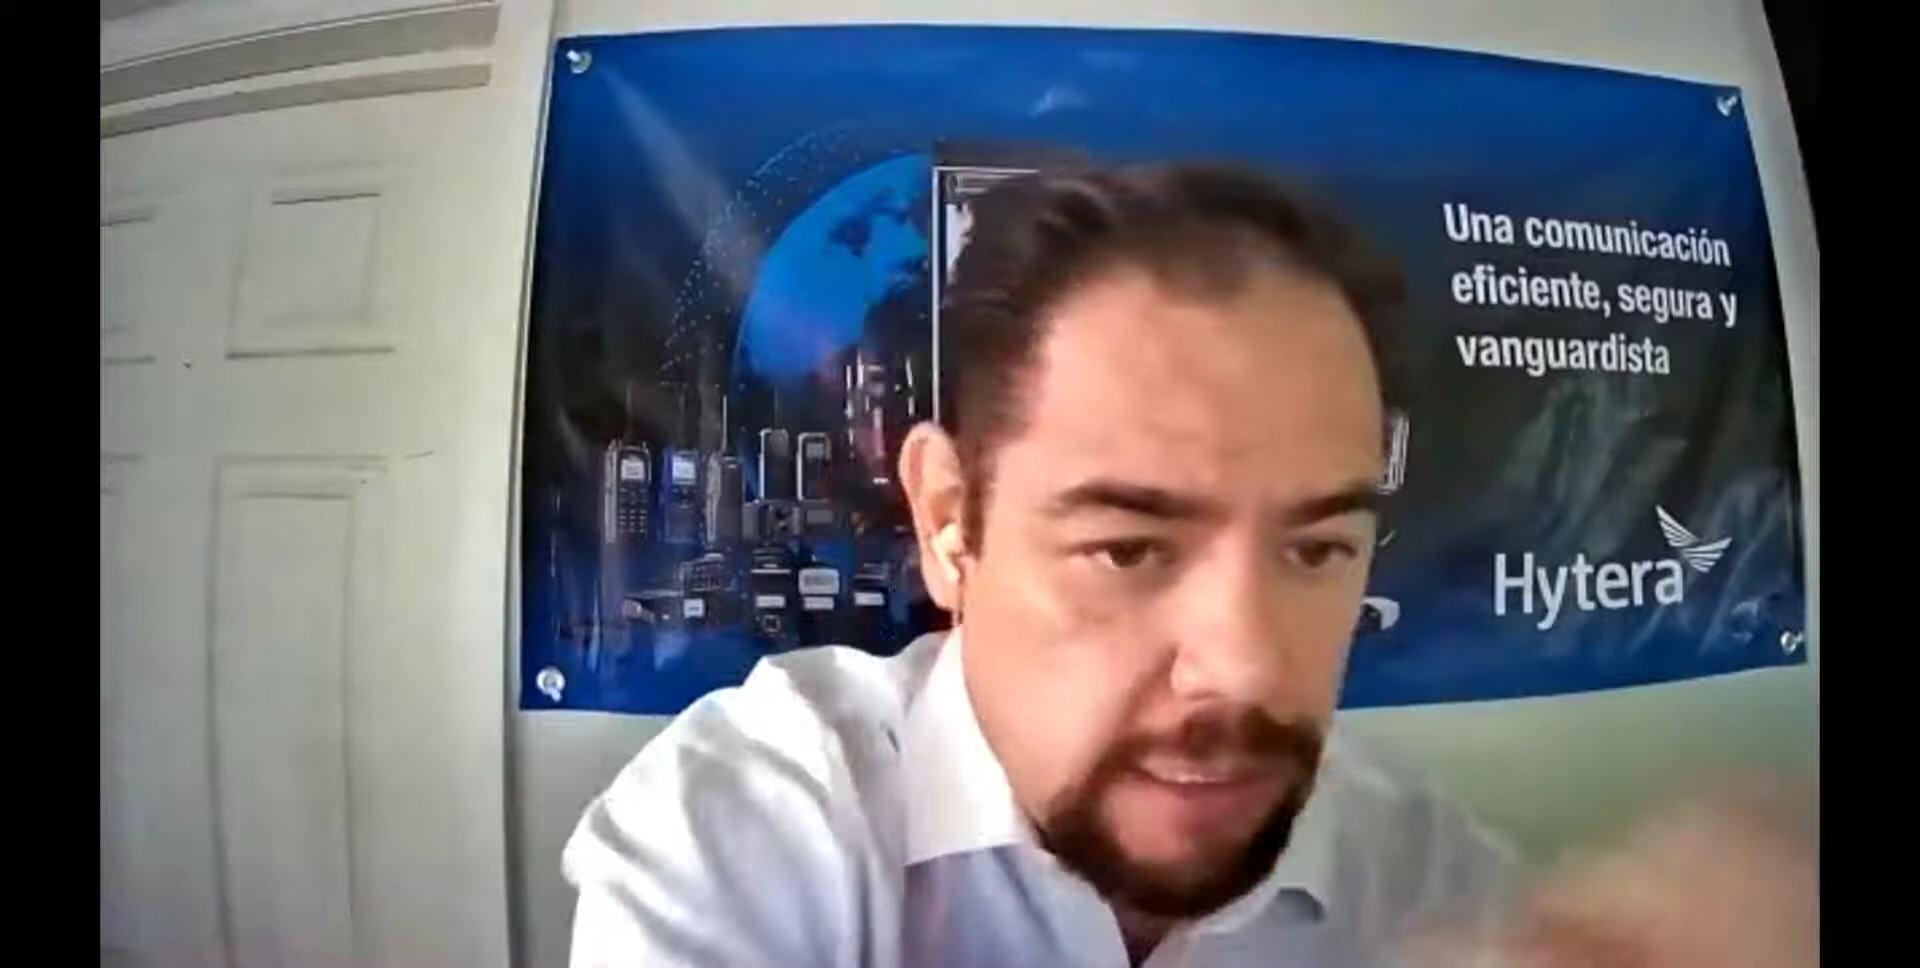 Una comunicación
eficiente, segura y
vanguardista
Hytera